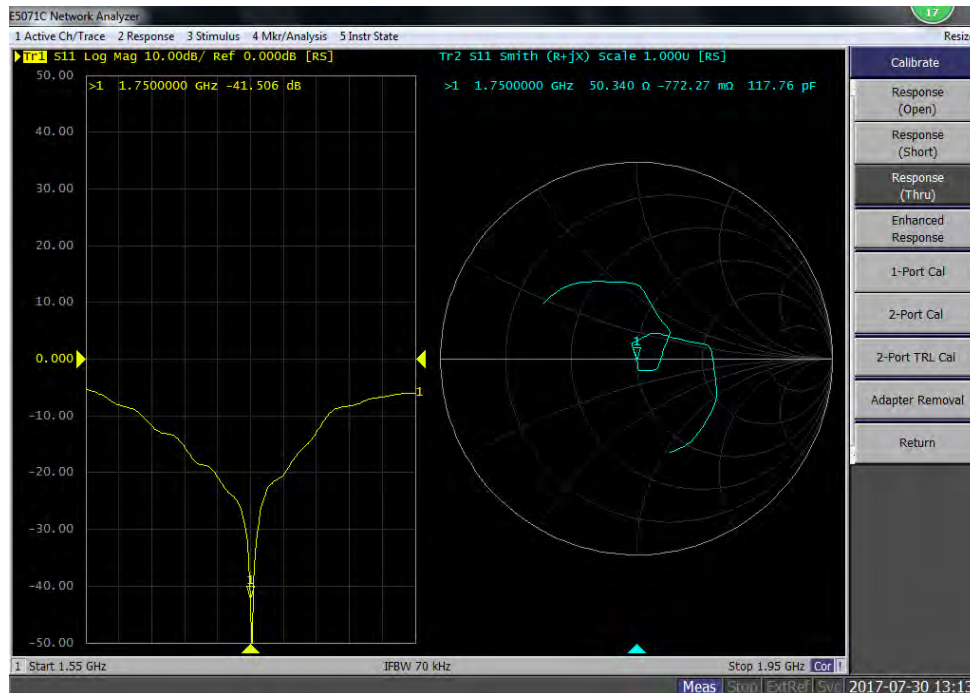 17
E5071C Network Analyzer
1 Active Ch/Trace 2 Response 3 Stimulus 4 Mkr/Analysis 5 Instr State
Resize
Tr1 S11 Log Mag 10.00dB/ Ref 0.000dB [RS]
50.00
>1 1.7500000 GHz -41.506 dB
40.00
30.00
20.00
10.00
0.000
-10.00
-20.00
-30.00
-40.00
-50.00
1
1
Tr2 S11 Smith (R+jX) Scale 1.000U [RS]
>1 1.7500000 GHz 50.340 Ω -772.27 mΩ 117.76 pF
1
Calibrate
Response
(Open)
Response
(Short)
Response
(Thru)
Enhanced
Response
1-Port Cal
2-Port Cal
2-Port TRL Cal
Adapter Removal
Return
1 Start 1.55 GHz
IFBW 70 kHz
Stop 1.95 GHz Cor !
Meas Stop ExtRef Svc 2017-07-30 13:13